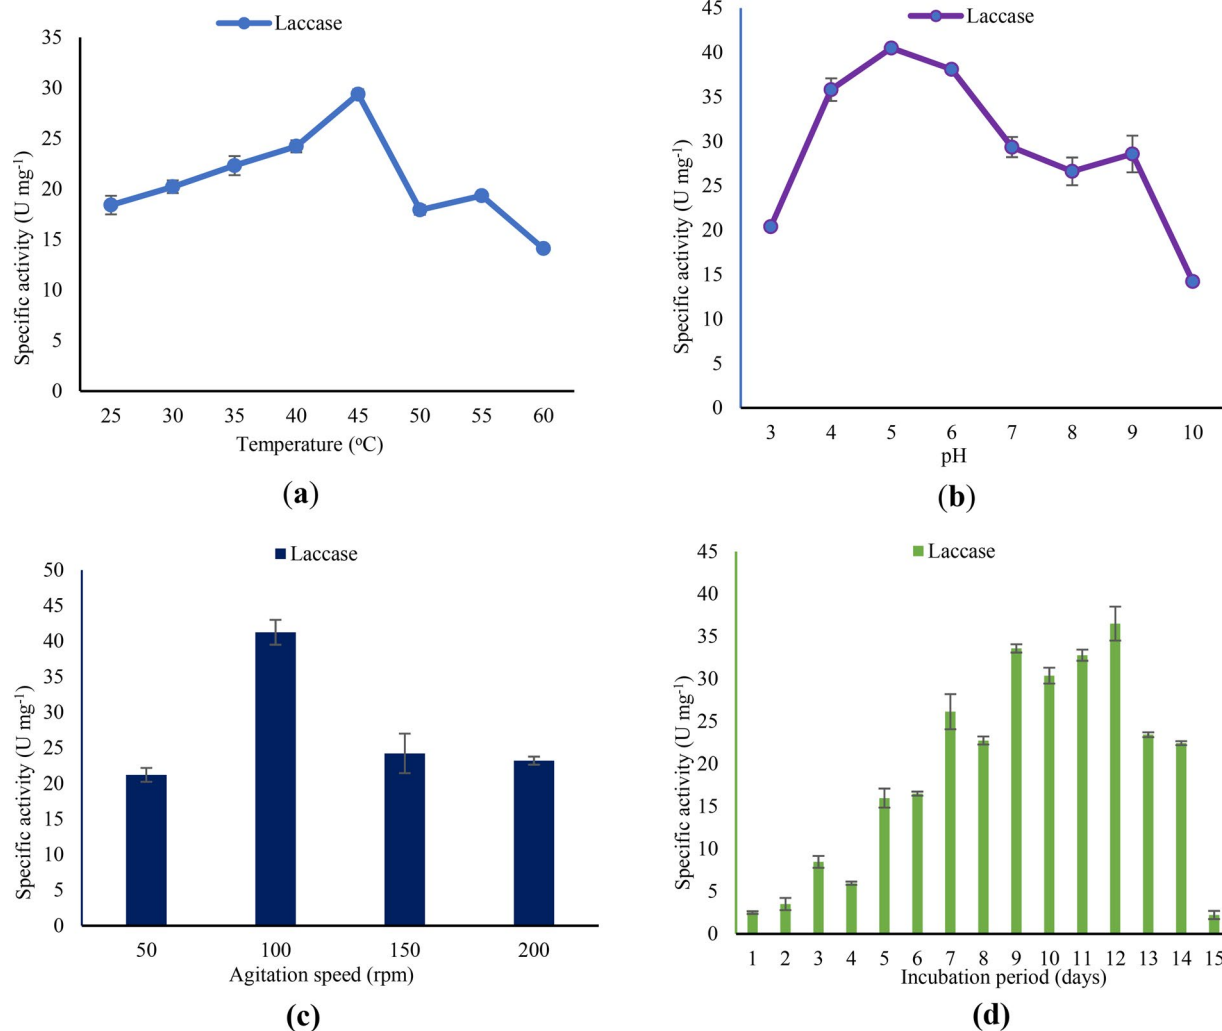 Laccase
35
30
25
20
15
10
5
0
Specific activity (U mg-1)
25 30 35 40 45 50 55 60
Temperature (oC)
(a)
Laccase
45
40
35
30
25
20
15
10
5
0
Specific activity (U mg-1)
3 4 5 6 7 8 9 10
pH
(b)
Laccase
50
45
40
35
30
25
20
15
10
5
0
Specific activity (U mg-1)
50 100 150 200
Agitation speed (rpm)
(c)
Laccase
45
40
35
30
25
20
15
10
5
0
Specific activity (U mg-1)
1 2 3 4 5 6 7 8 9 10 11 12 13 14 15
Incubation period (days)
(d)